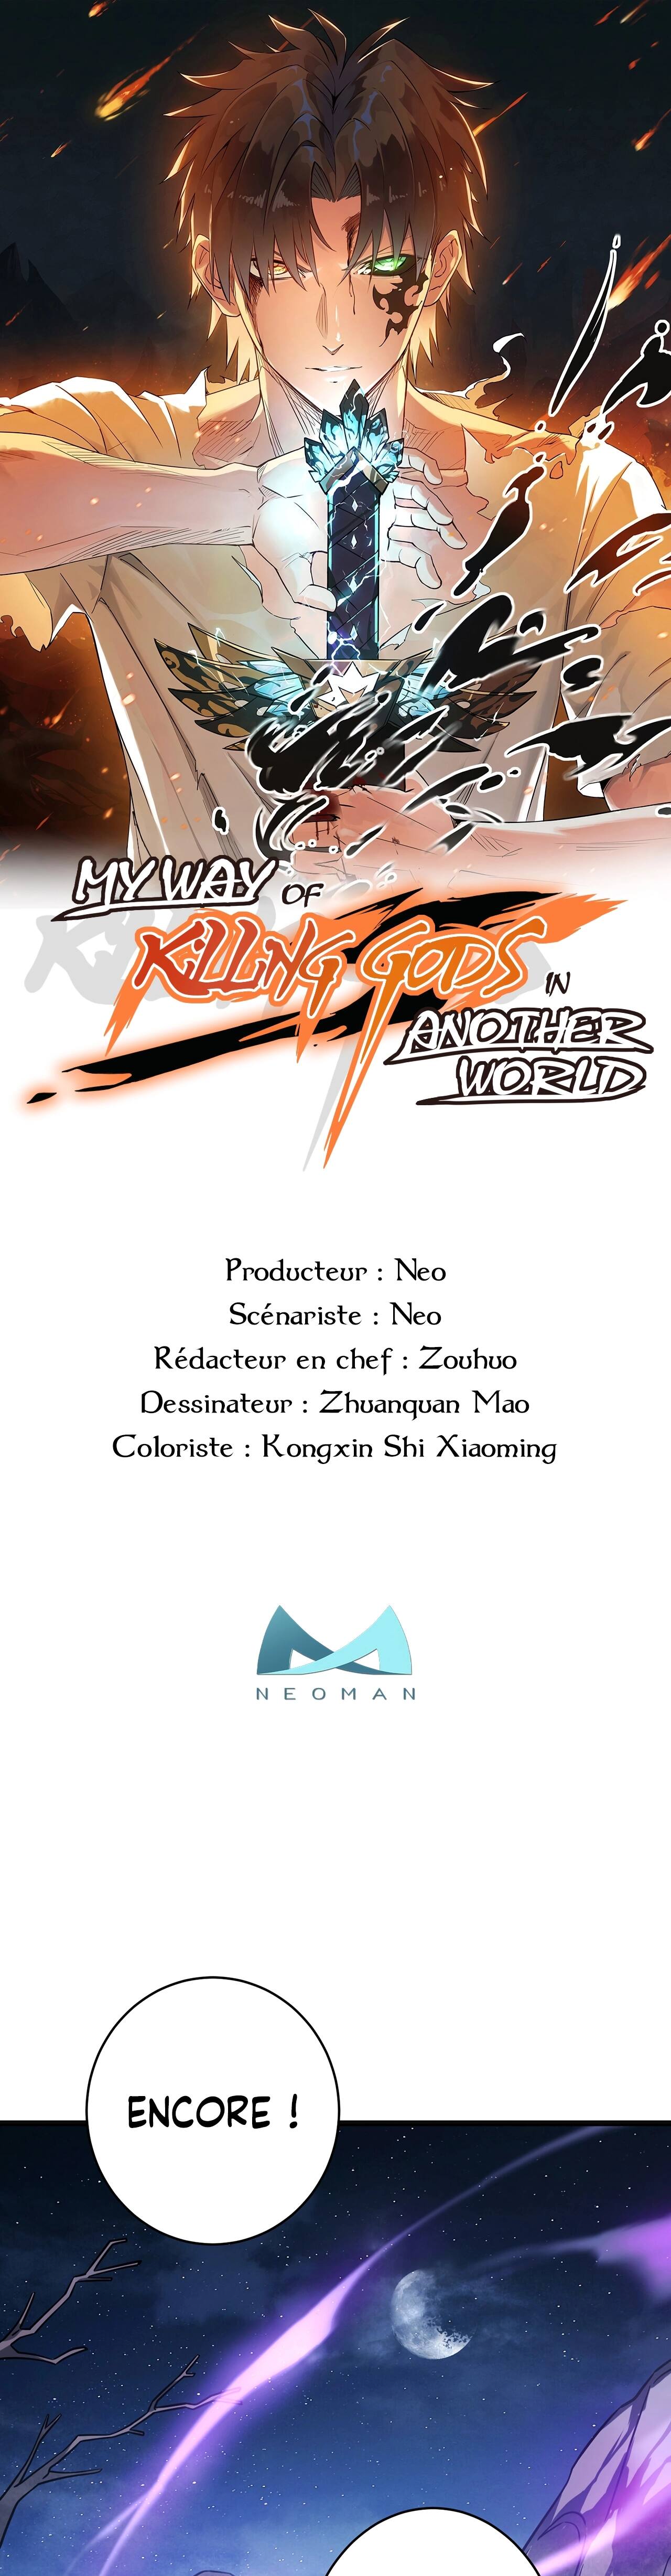 MY WAY OF
KILLING GODS IN
ANOTHER
WORLD
Producteur : Neo
Scénariste : Neo
Rédacteur en chef : Zouhuo
Dessinateur : Zhuanquan Mao
Coloriste : Kongxin Shi Xiaoming
NEOMAN
ENCORE !